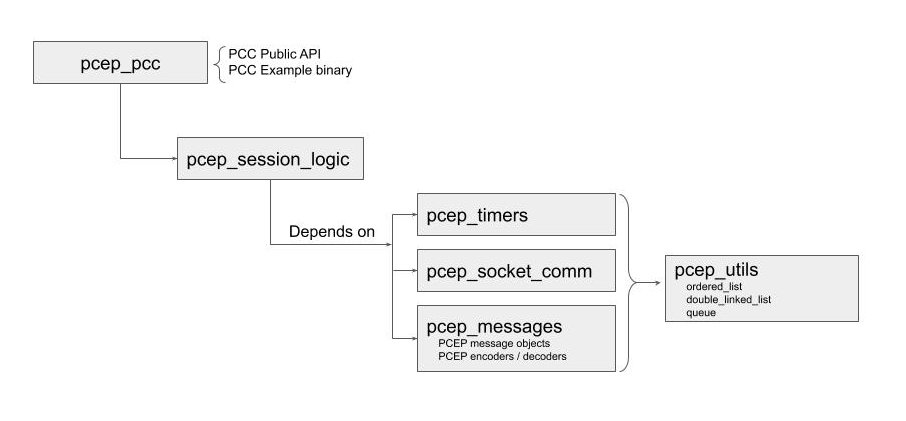 pcep_pcc
PCC Public API
PCC Example binary
pcep_session_logic
Depends on
pcep_timers
pcep_socket_comm
pcep_messages
PCEP message objects
PCEP encoders / decoders
pcep_utils
ordered_list
double_linked_list
queue